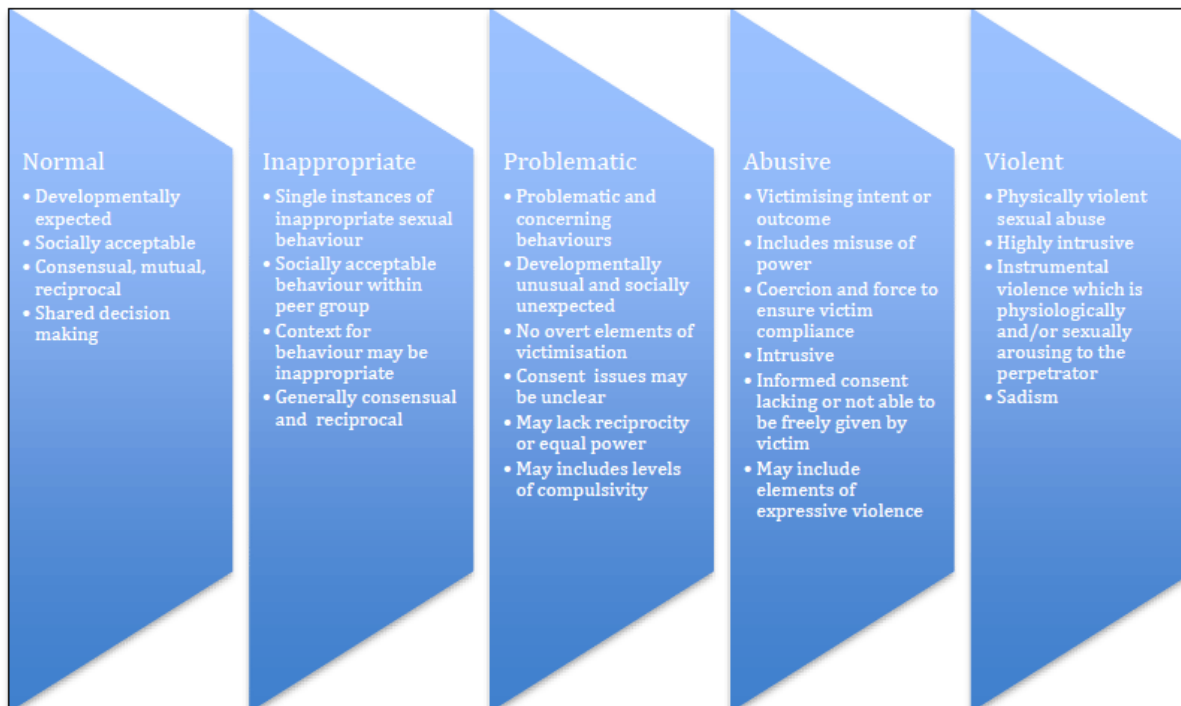 Normal
• Developmentally
expected
• Socially acceptable
• Consensual, mutual,
reciprocal
• Shared decision
making
Inappropriate
• Single instances of
inappropriate sexual
behaviour
• Socially acceptable
behaviour within
peer group
• Context for
behaviour may be
inappropriate
• Generally consensual
and reciprocal
Problematic
• Problematic and
concerning
behaviours
• Developmentally
unusual and socially
unexpected
• No overt elements of
victimisation
• Consent issues may
be unclear
• May lack reciprocity
or equal power
• May includes levels
of compulsivity
Abusive
• Victimising intent or
outcome
• Includes misuse of
power
• Coercion and force to
ensure victim
compliance
• Intrusive
• Informed consent
lacking or not able to
be freely given by
victim
• May include
elements of
expressive violence
Violent
• Physically violent
sexual abuse
• Highly intrusive
• Instrumental
violence which is
physiologically
and/or sexually
arousing to the
perpetrator
• Sadism